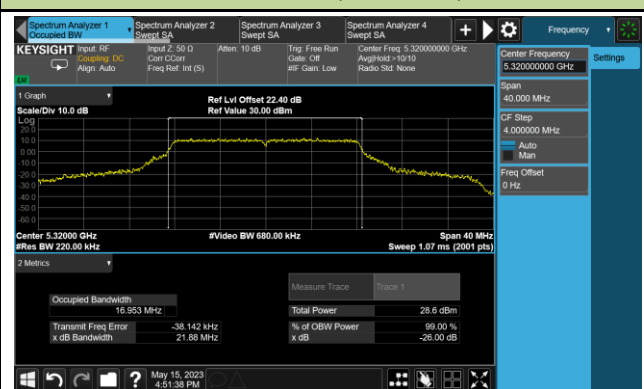 Spectrum Analyzer 1
Occupied BW
Spectrum Analyzer 2
Swept SA
Spectrum Analyzer 3
Swept SA
Spectrum Analyzer 4
Swept SA
Frequency
KEYSIGHT
Input: RF
Coupling: DC
Align: Auto
Input Z: 50 Ω
Corr CCorr
Freq Ref: Int (S)
Atten: 10 dB
Trig: Free Run
Gate: Off
#IF Gain: Low
Center Freq: 5.320000000 GHz
Avg|Hold:>10/10
Radio Std: None
LW
Center Frequency
5.320000000 GHz
Settings
Span
40.000 MHz
CF Step
4.000000 MHz
Auto
Man
Freq Offset
0 Hz
1 Graph
Scale/Div 10.0 dB
Ref Lvl Offset 22.40 dB
Ref Value 30.00 dBm
Log
20.0
10.0
0.00
-10.0
-20.0
-30.0
-40.0
-50.0
-60.0
Center 5.32000 GHz
#Res BW 220.00 kHz
#Video BW 680.00 kHz
Span 40 MHz
Sweep 1.07 ms (2001 pts)
2 Metrics
Measure Trace
Trace 1
Occupied Bandwidth
16.953 MHz
Total Power
28.6 dBm
Transmit Freq Error
-38.142 kHz
% of OBW Power
99.00 %
x dB Bandwidth
21.88 MHz
x dB
-26.00 dB
?
May 15, 2023
4:51:38 PM